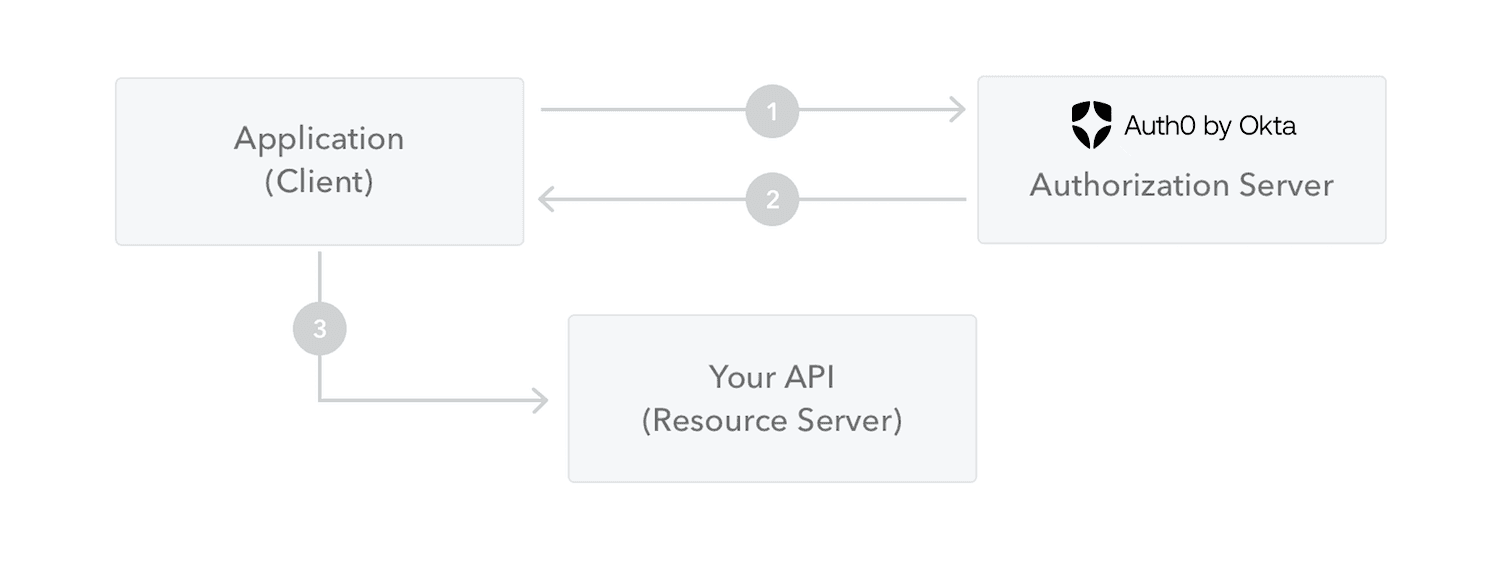 Application
(Client)
1
Auth0 by Okta
Authorization Server
2
3
Your API
(Resource Server)